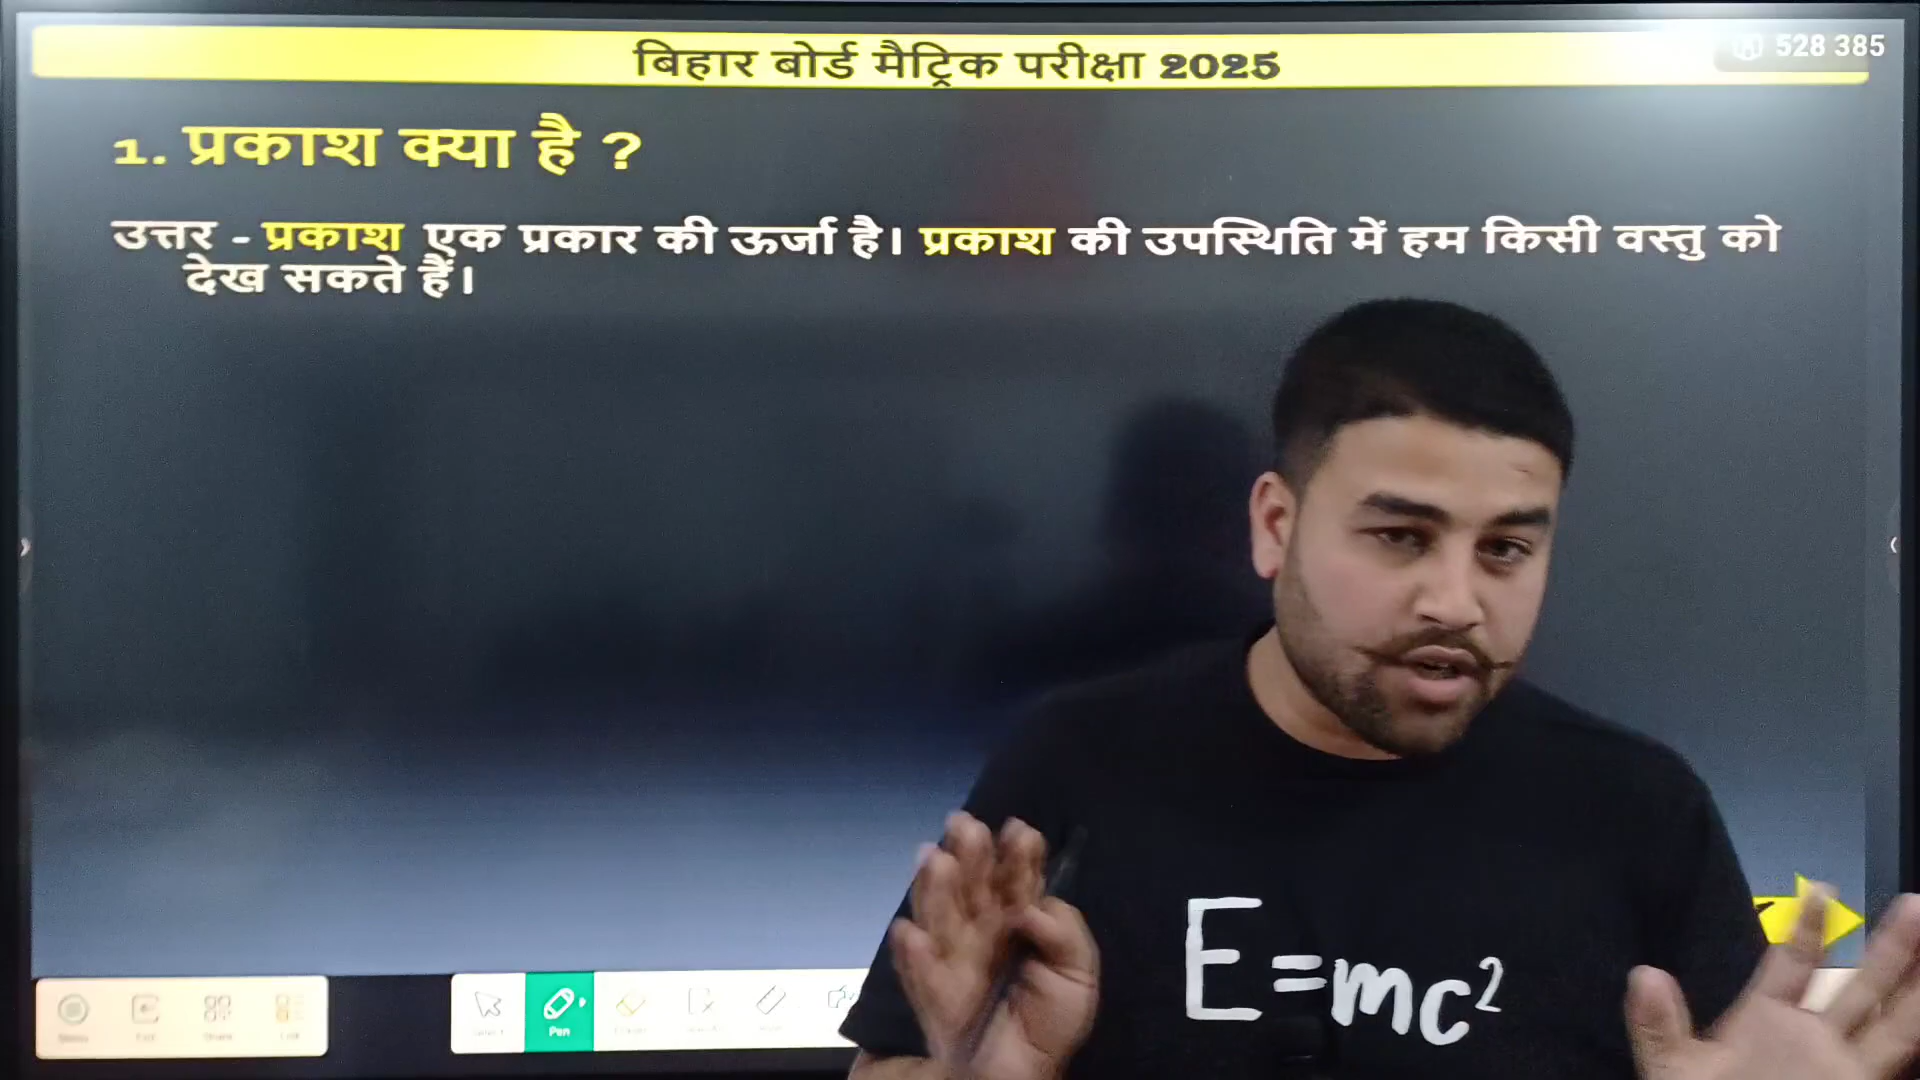 बिहार बोर्ड मैट्रिक परीक्षा 2025
528 385
1. प्रकाश क्या है ?
उत्तर - प्रकाश एक प्रकार की ऊर्जा है। प्रकाश की उपस्थिति में हम किसी वस्तु को
देख सकते हैं।
E=mc²
Pen